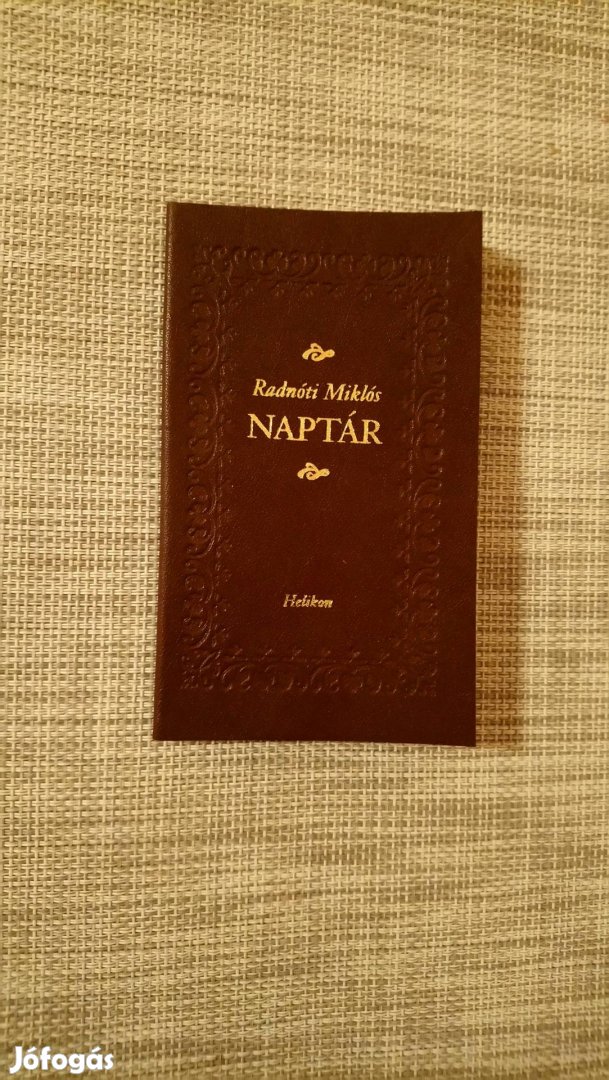 Radnóti Miklós
NAPTÁR
Helikon
Jófogás